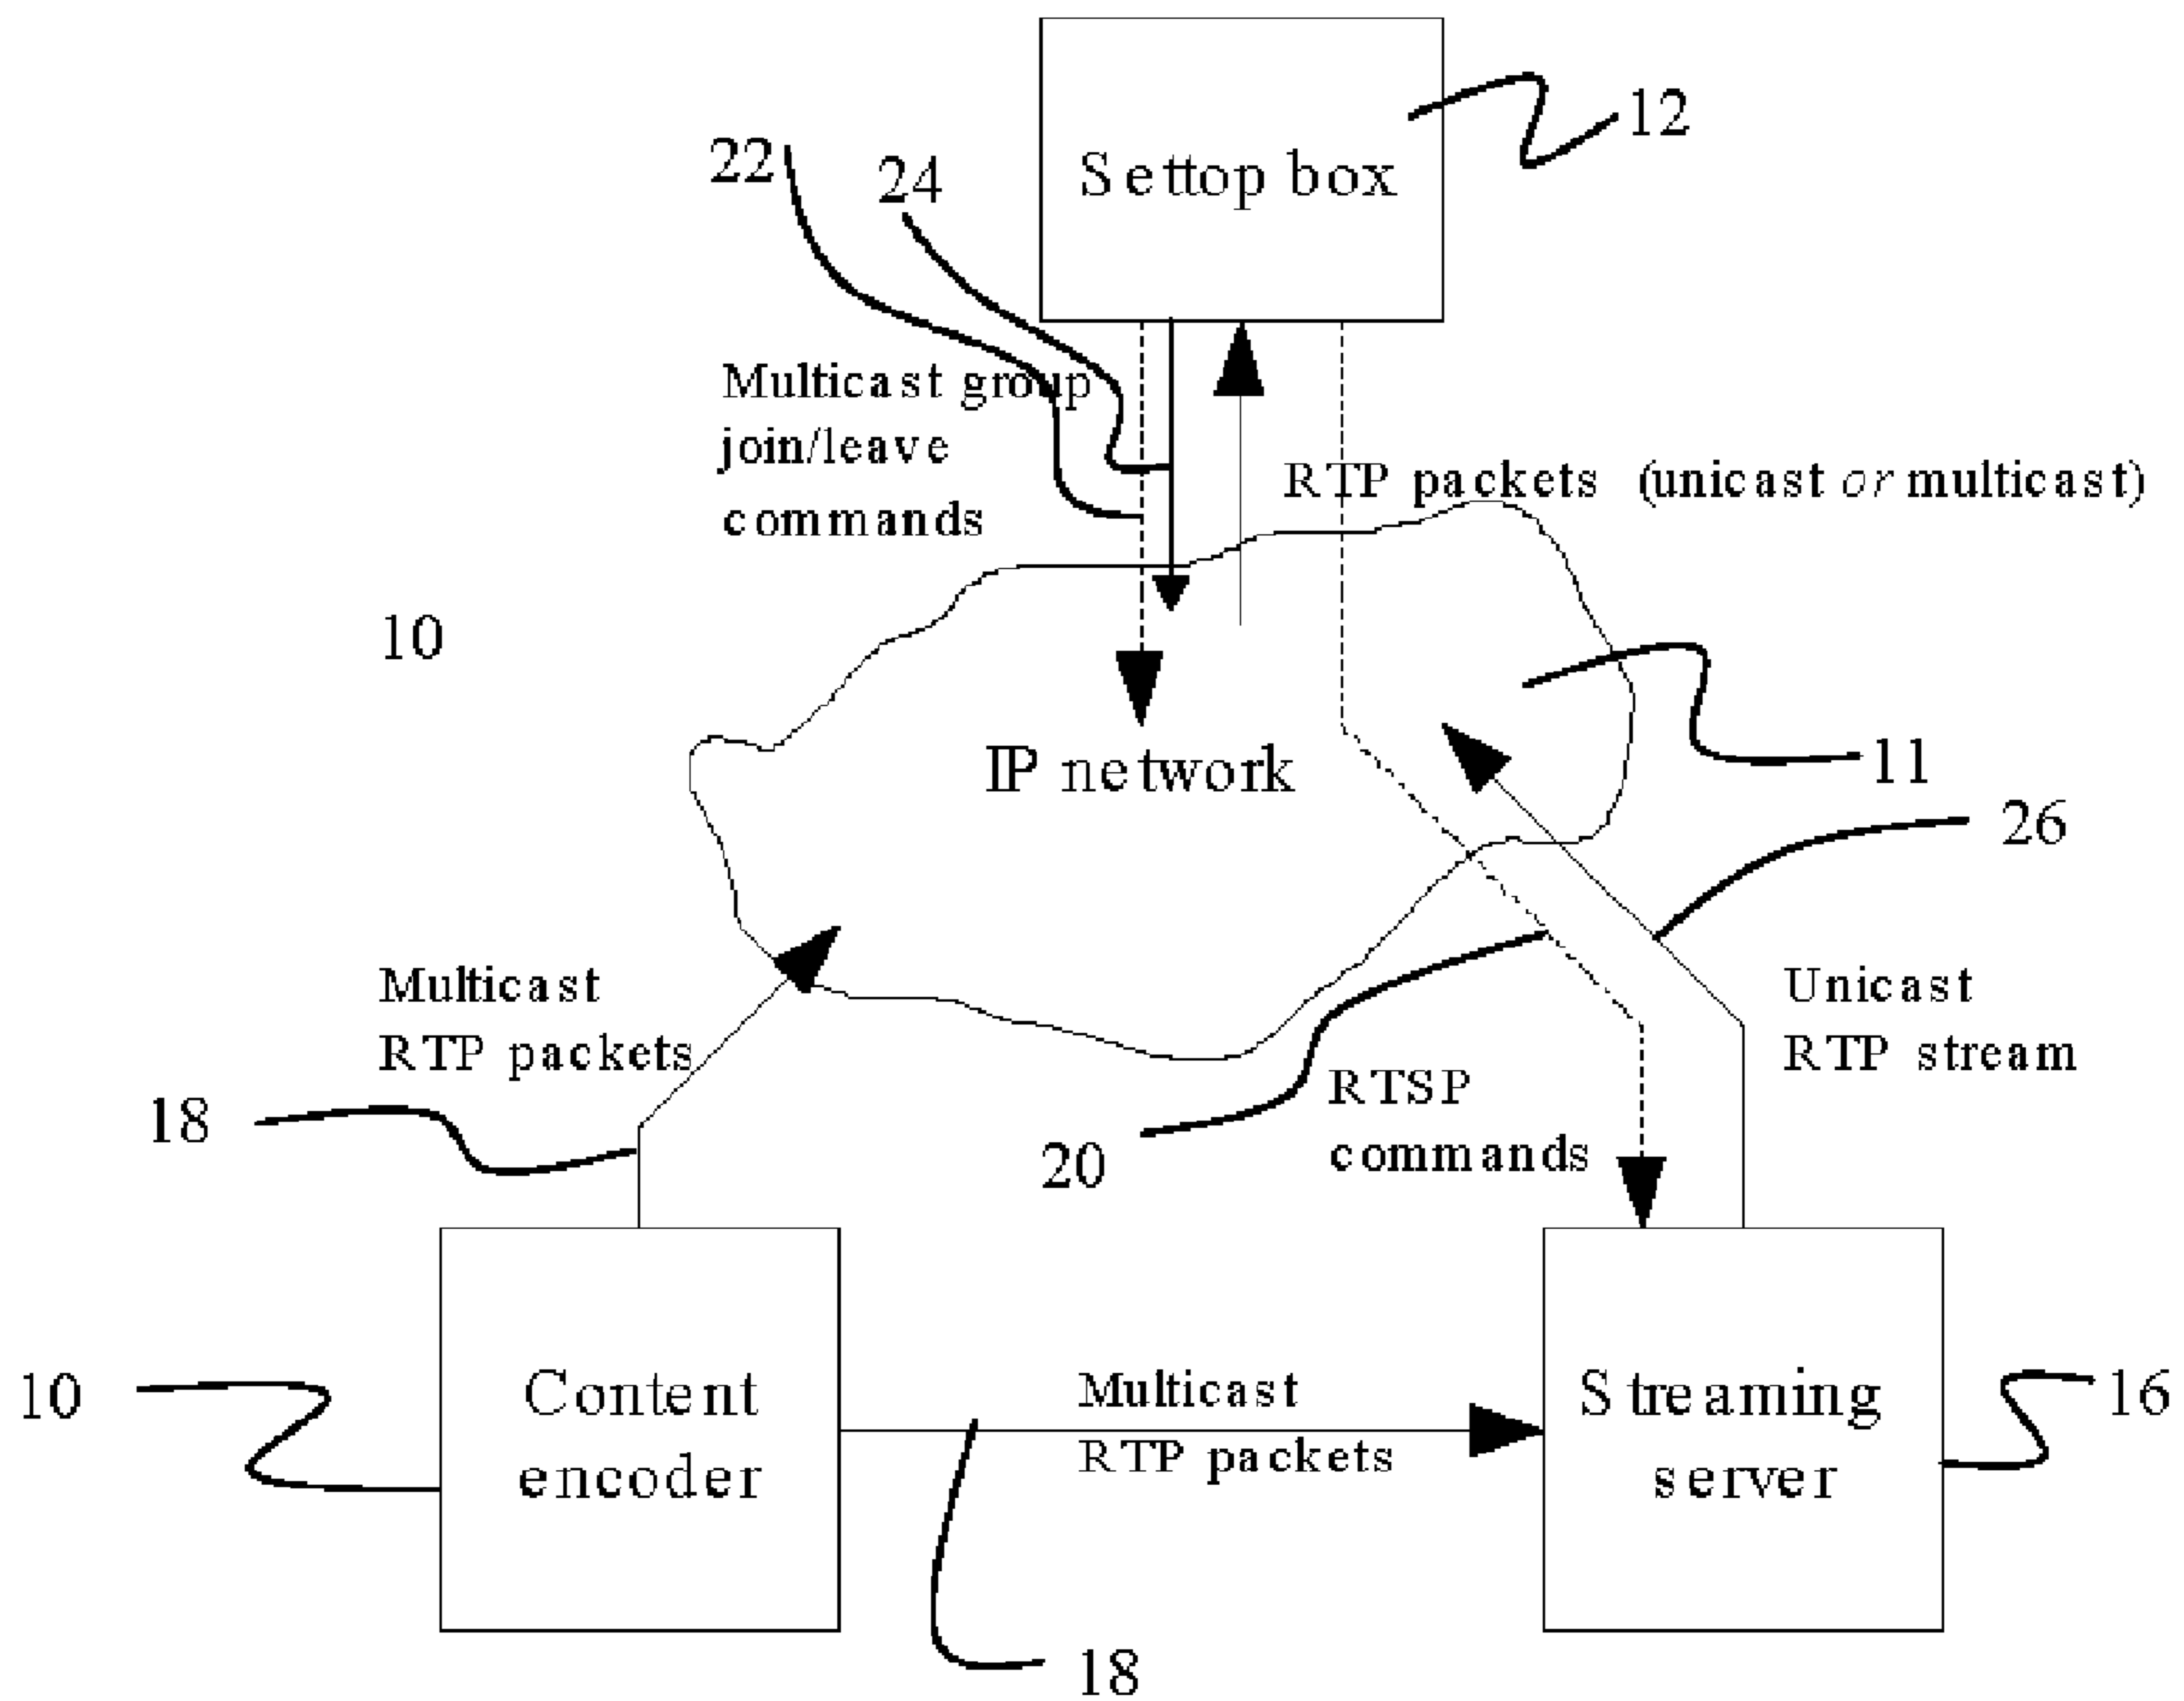 12
Settop box
22
24
Multicast group
join/leave
commands
RTP packets (unicast or multicast)
10
IP network
11
26
Multicast
RTP packets
Unicast
RTP stream
18
RTSP
commands
20
10
Content
encoder
Multicast
RTP packets
Streaming
server
16
18